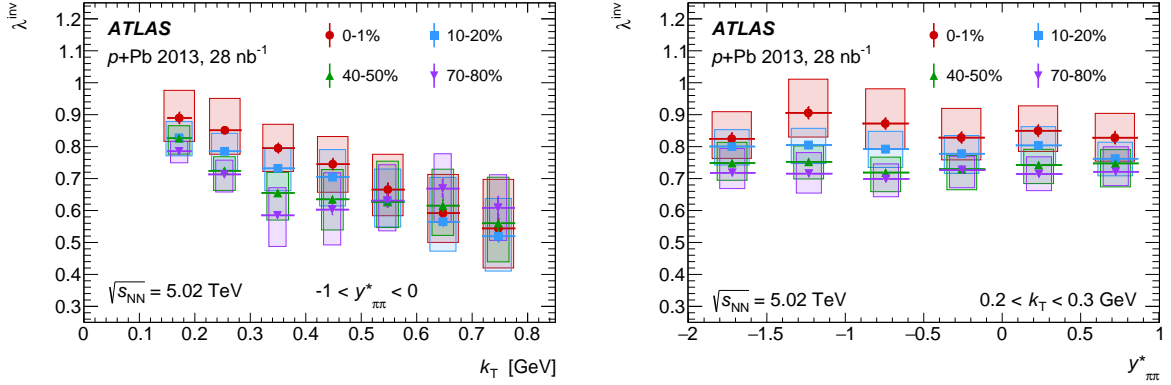 λ^inv
ATLAS
p+Pb 2013, 28 nb⁻¹
0-1% 10-20%
40-50% 70-80%
1.2
1.1
1
0.9
0.8
0.7
0.6
0.5
0.4
0.3
√s_NN = 5.02 TeV -1 < y*_ππ < 0
0 0.1 0.2 0.3 0.4 0.5 0.6 0.7 0.8
k_T [GeV]
λ^inv
ATLAS
p+Pb 2013, 28 nb⁻¹
0-1% 10-20%
40-50% 70-80%
1.2
1.1
1
0.9
0.8
0.7
0.6
0.5
0.4
0.3
√s_NN = 5.02 TeV 0.2 < k_T < 0.3 GeV
−2 −1.5 −1 −0.5 0 0.5 1
y*_ππ